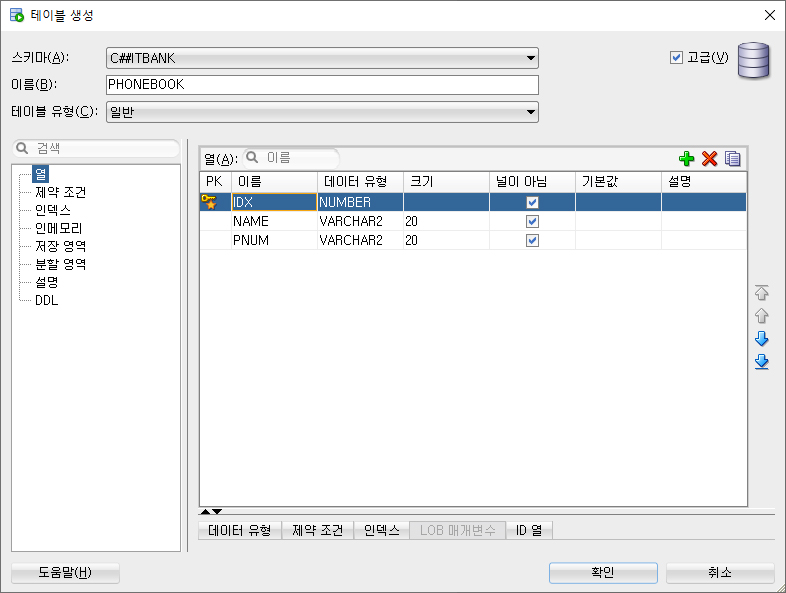 테이블 생성
스키마(A): C##ITBANK 고급(V)
이름(B): PHONEBOOK
테이블 유형(C): 일반
검색
열
제약 조건
인덱스
인메모리
저장 영역
분할 영역
설명
DDL
열(A): 이름
PK 이름 데이터 유형 크기 널이 아님 기본값 설명
IDX NUMBER
NAME VARCHAR2 20
PNUM VARCHAR2 20
데이터 유형 제약 조건 인덱스 LOB 매개변수 ID 열
도움말(H) 확인 취소